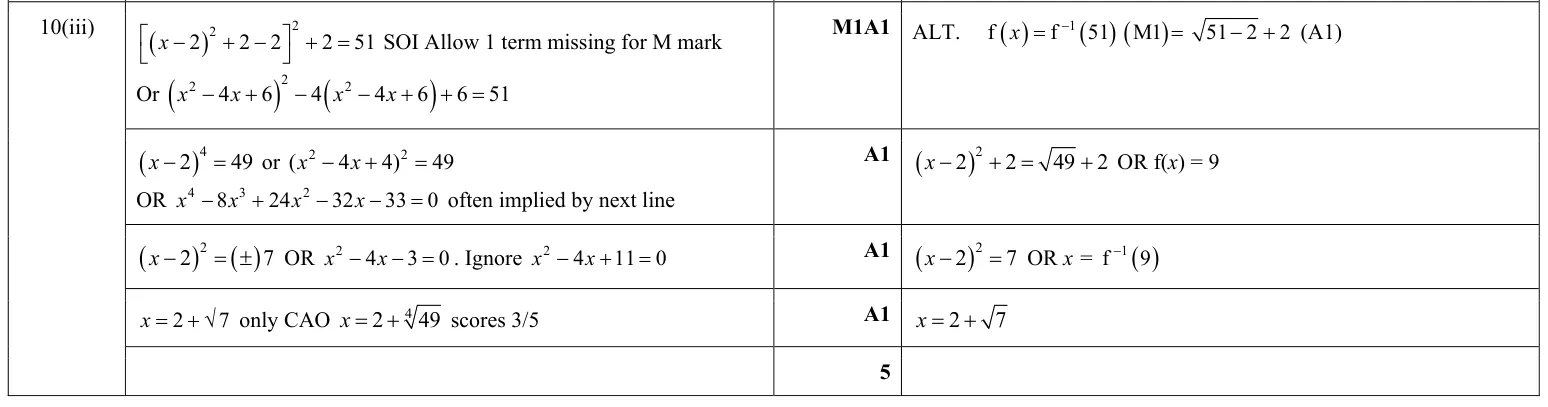 10(iii)
[(x − 2)² + 2 − 2]² + 2 = 51 SOI Allow 1 term missing for M mark
Or (x² − 4x + 6)² − 4(x² − 4x + 6) + 6 = 51
M1A1
ALT. f(x) = f⁻¹(51) (M1) = √(51 − 2) + 2 (A1)
(x − 2)⁴ = 49 or (x² − 4x + 4)² = 49
OR x⁴ − 8x³ + 24x² − 32x − 33 = 0 often implied by next line
A1
(x − 2)² + 2 = √49 + 2 OR f(x) = 9
(x − 2)² = (±)7 OR x² − 4x − 3 = 0. Ignore x² − 4x + 11 = 0
A1
(x − 2)² = 7 OR x = f⁻¹(9)
x = 2 + √7 only CAO x = 2 + ∜49 scores 3/5
A1
x = 2 + √7
5